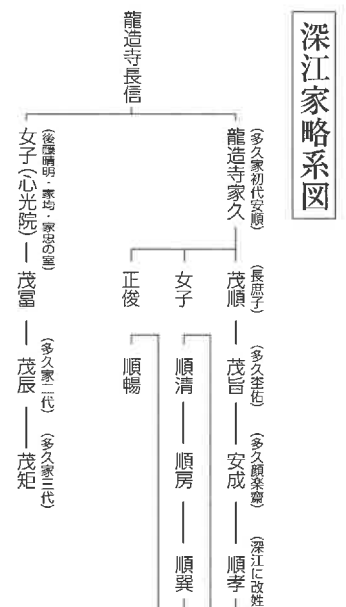 深江家略系図
龍造寺長信
(多久家初代安順)
龍造寺家久
(長庶子)
茂順
(多久杢佑)
茂旨
(多久顔楽齋)
安成
(深江に改姓
順孝
女子
順清
順房
順巽
正俊
順暢
(後藤晴明・家均・家忠の室)
女子(心光院)
茂冨
(多久家二代)
茂辰
(多久家三代)
茂矩